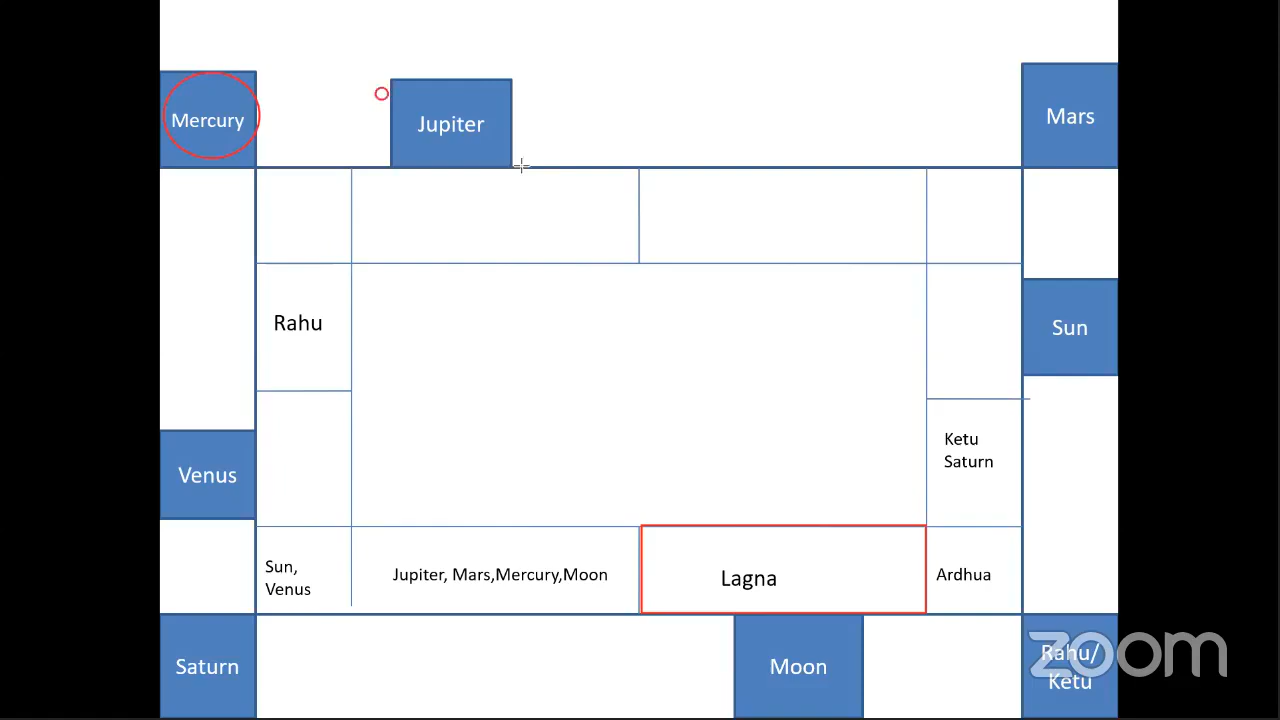 Mercury
Jupiter
Mars
Rahu
Sun
Ketu
Saturn
Venus
Sun,
Venus
Jupiter, Mars,Mercury,Moon
Lagna
Ardhua
Saturn
Moon
Rahu/
Ketu
zoom